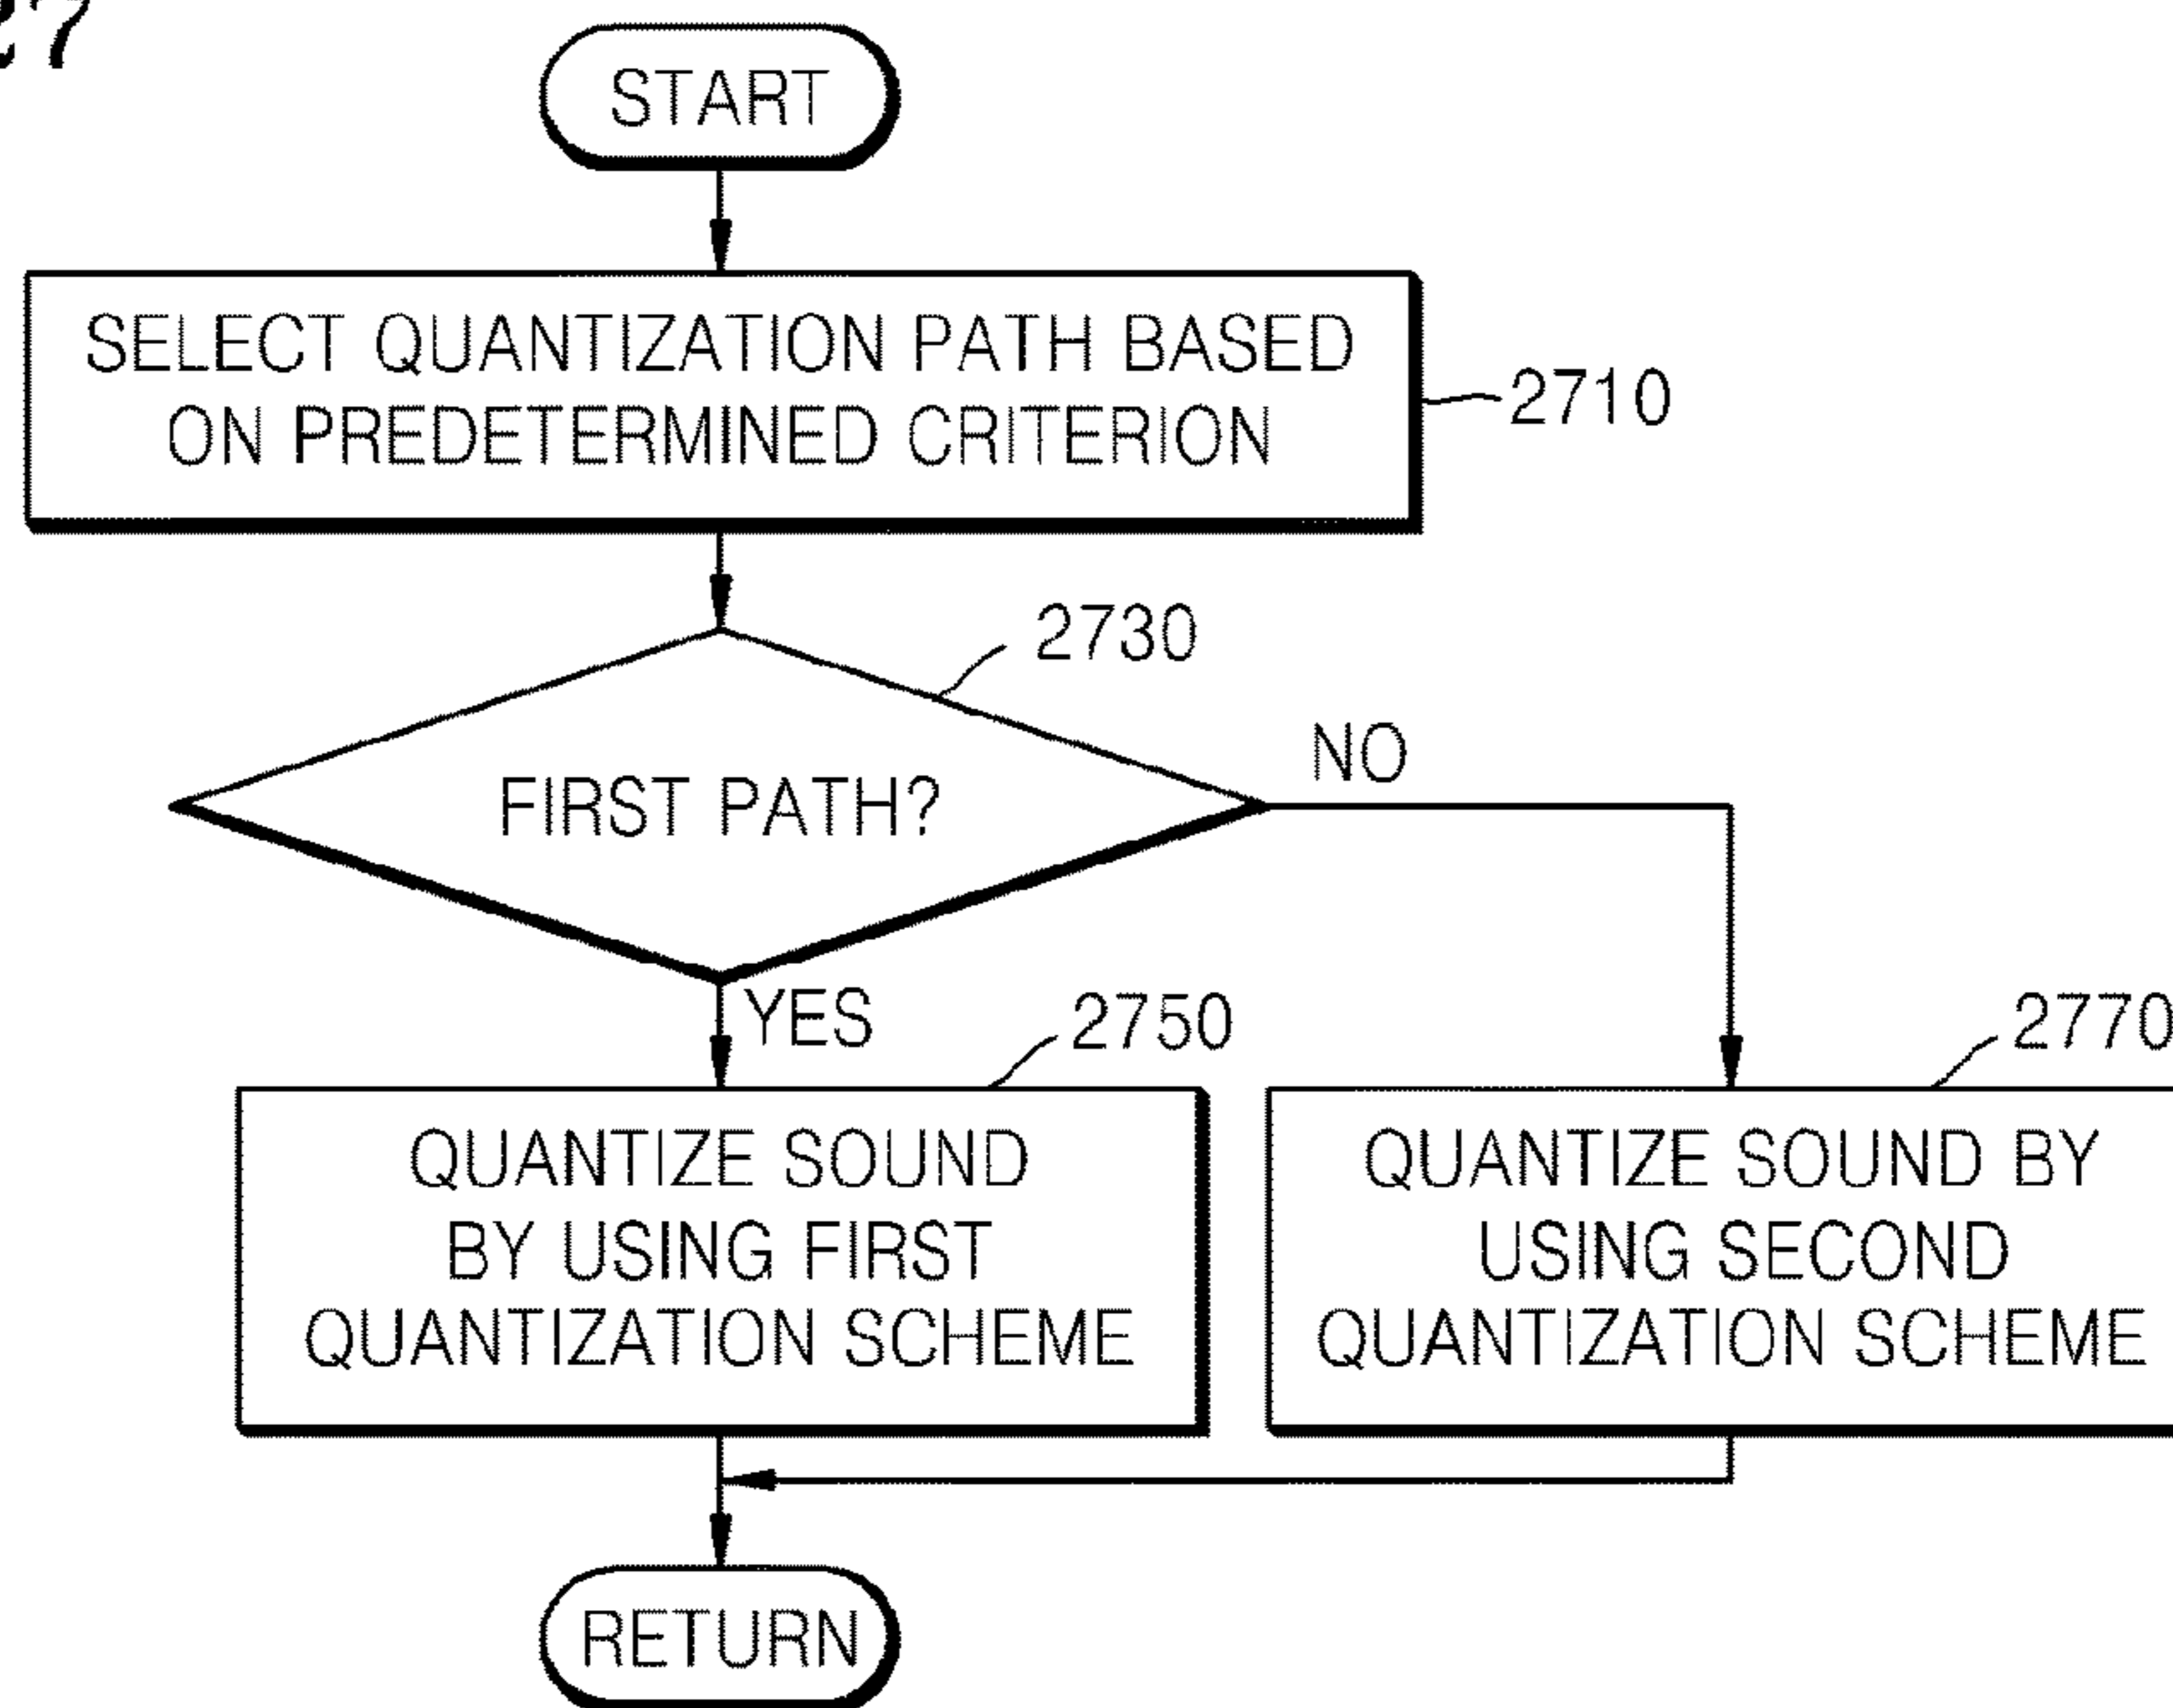 27
START
SELECT QUANTIZATION PATH BASED
ON PREDETERMINED CRITERION
2710
2730
FIRST PATH?
NO
YES
2750
2770
QUANTIZE SOUND
BY USING FIRST
QUANTIZATION SCHEME
QUANTIZE SOUND BY
USING SECOND
QUANTIZATION SCHEME
RETURN